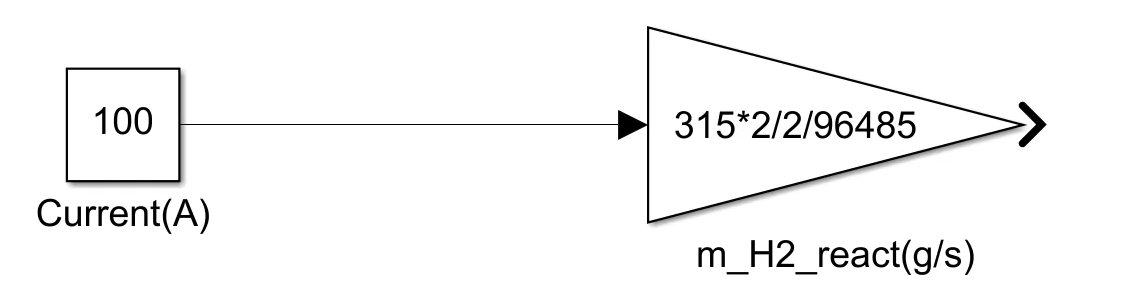 100
315*2/2/96485
Current(A)
m_H2_react(g/s)